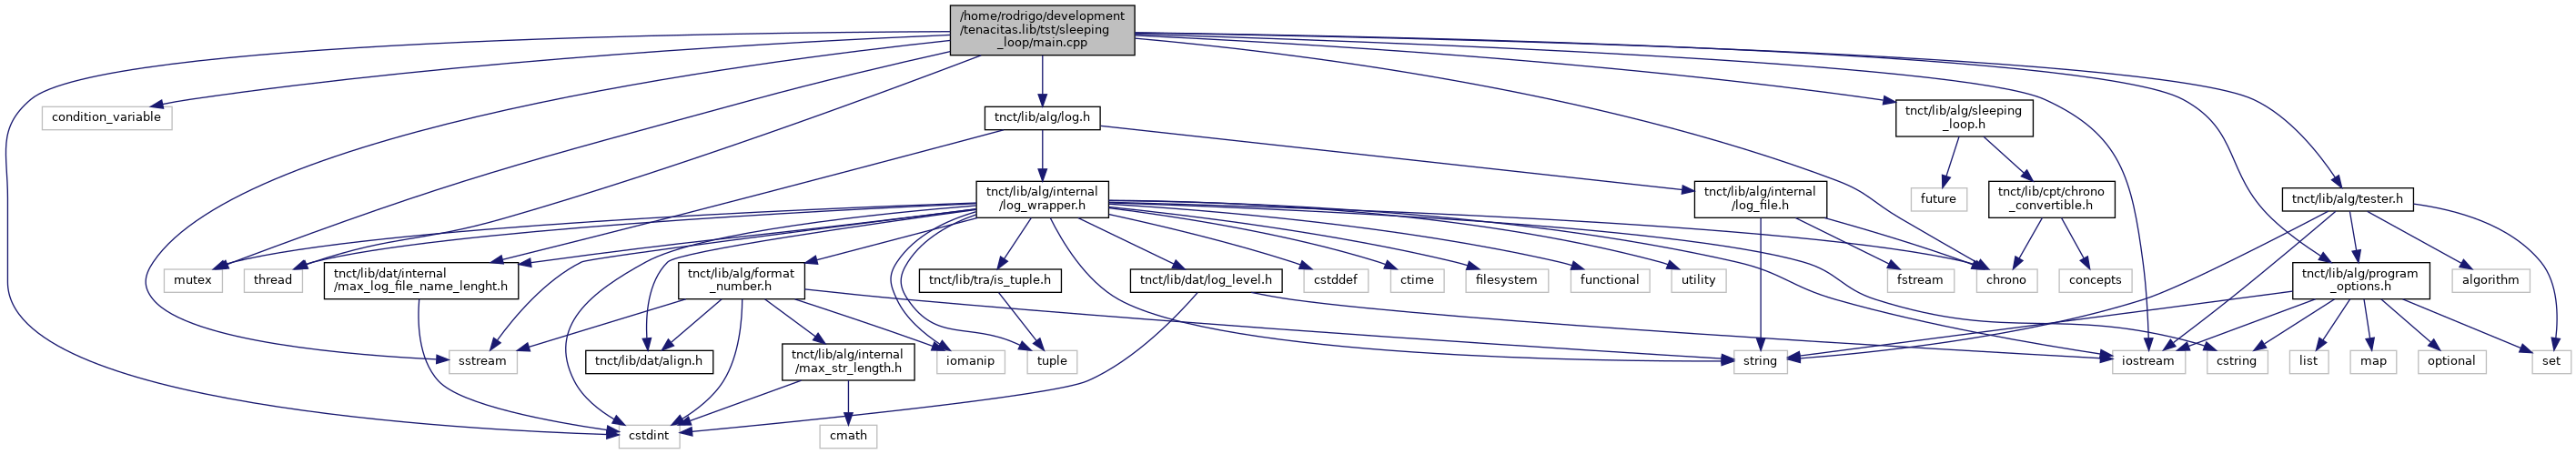 /home/rodrigo/development
/tenacitas.lib/tst/sleeping
_loop/main.cpp
condition_variable
tnct/lib/alg/log.h
tnct/lib/alg/sleeping
_loop.h
tnct/lib/alg/internal
/log_wrapper.h
tnct/lib/alg/internal
/log_file.h
future
tnct/lib/cpt/chrono
_convertible.h
tnct/lib/alg/tester.h
mutex
thread
tnct/lib/dat/internal
/max_log_file_name_lenght.h
tnct/lib/alg/format
_number.h
tnct/lib/tra/is_tuple.h
tnct/lib/dat/log_level.h
cstddef
ctime
filesystem
functional
utility
fstream
chrono
concepts
tnct/lib/alg/program
_options.h
algorithm
sstream
tnct/lib/dat/align.h
tnct/lib/alg/internal
/max_str_length.h
iomanip
tuple
string
iostream
cstring
list
map
optional
set
cstdint
cmath